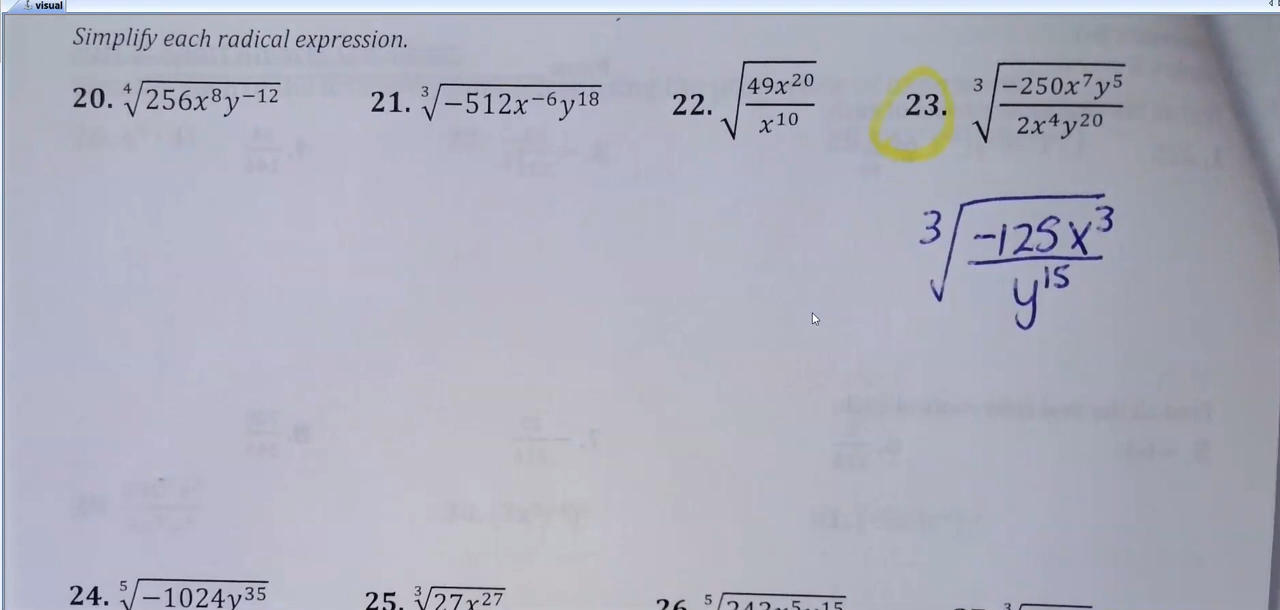 visual
Simplify each radical expression.
20. ⁴√(256x⁸y⁻¹²) 21. ³√(−512x⁻⁶y¹⁸) 22. √(49x²⁰/x¹⁰) 23. ³√(−250x⁷y⁵/2x⁴y²⁰)
³√(−125x³/y¹⁵)
24. ⁵√(−1024y³⁵) 25. ³√(27x²⁷) 26.